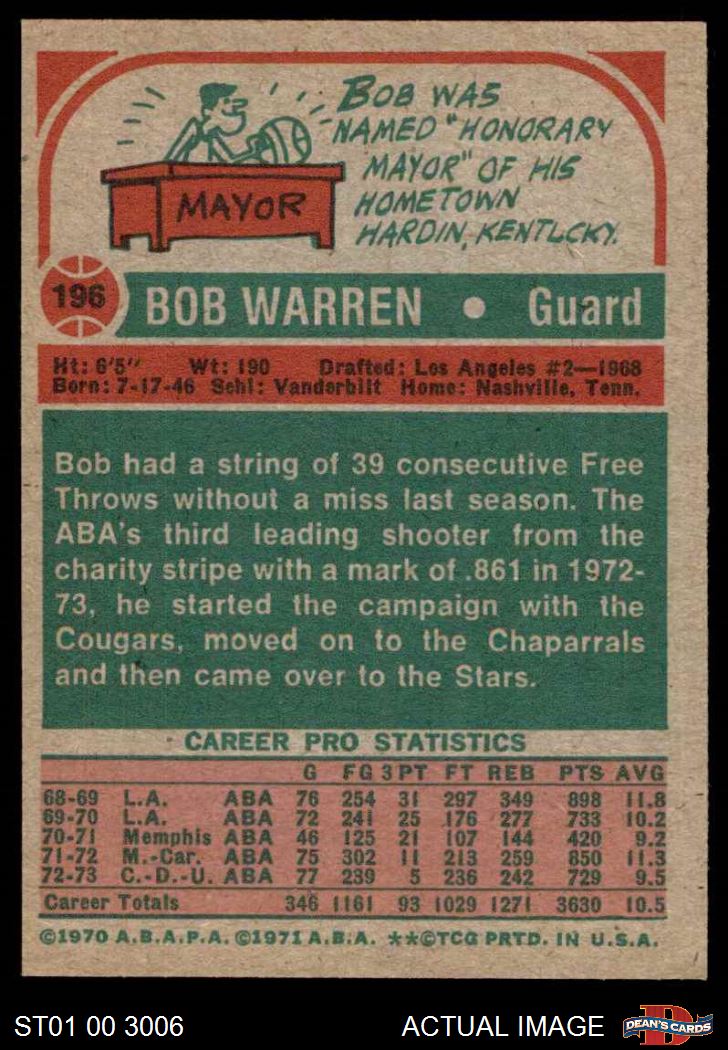 BOB WAS
NAMED "HONORARY
MAYOR" OF HIS
HOMETOWN
HARDIN, KENTLCKY.
MAYOR
196
BOB WARREN • Guard
Ht: 6'5" Wt: 190 Drafted: Los Angeles #2—1968
Born: 7-17-46 Schl: Vanderbilt Home: Nashville, Tenn.
Bob had a string of 39 consecutive Free
Throws without a miss last season. The
ABA's third leading shooter from the
charity stripe with a mark of .861 in 1972-
73, he started the campaign with the
Cougars, moved on to the Chaparrals
and then came over to the Stars.
CAREER PRO STATISTICS
G FG 3PT FT REB PTS AVG
68-69 L.A. ABA 76 254 31 297 349 898 11.8
69-70 L.A. ABA 72 241 25 176 277 733 10.2
70-71 Memphis ABA 46 125 21 107 144 420 9.2
71-72 M.-Car. ABA 75 302 11 213 259 850 11.3
72-73 C.-D.-U. ABA 77 239 5 236 242 729 9.5
Career Totals 346 1161 93 1029 1271 3630 10.5
©1970 A.B.A.P.A. ©1971 A.B.A. **©TCG PRTD. IN U.S.A.
ST01 00 3006 ACTUAL IMAGE
D
DEAN'S CARDS